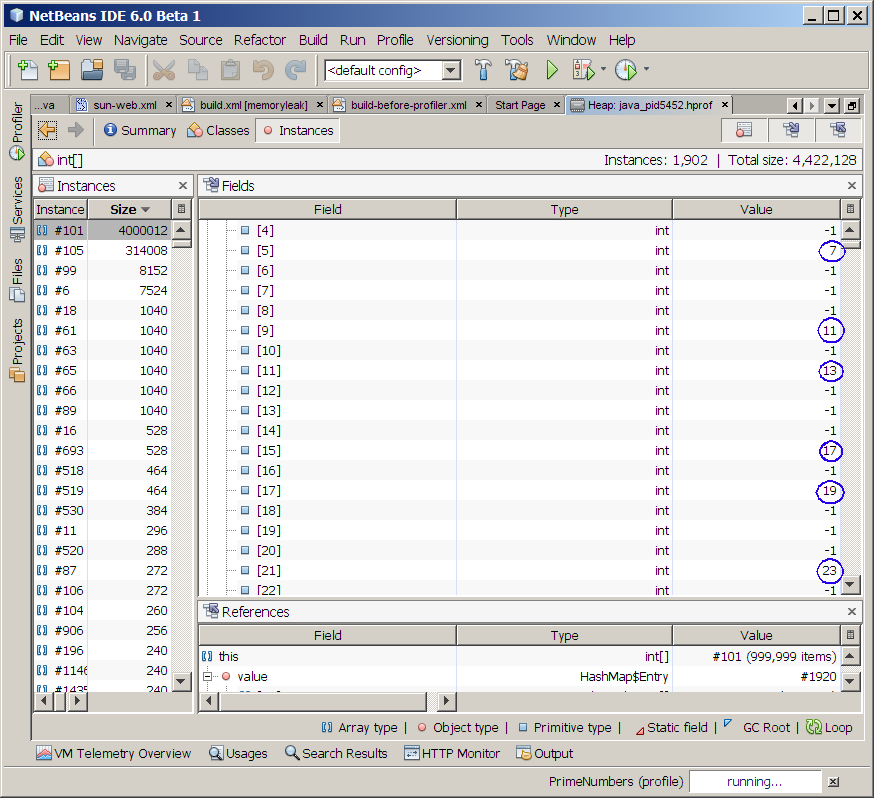 NetBeans IDE 6.0 Beta 1
File Edit View Navigate Source Refactor Build Run Profile Versioning Tools Window Help
<default config>
...va sun-web.xml build.xml [memoryleak] build-before-profiler.xml Start Page Heap: java_pid5452.hprof
Summary Classes Instances
int[] Instances: 1,902 | Total size: 4,422,128
Profiler
Services
Files
Projects
Instances
Instance Size
#101 4000012
#105 314008
#99 8152
#6 7524
#18 1040
#61 1040
#63 1040
#65 1040
#66 1040
#89 1040
#16 528
#693 528
#518 464
#519 464
#530 384
#11 296
#520 288
#87 272
#106 272
#104 260
#906 256
#196 240
#1146 240
#1435 240
Fields
Field Type Value
[4] int -1
[5] int 7
[6] int -1
[7] int -1
[8] int -1
[9] int 11
[10] int -1
[11] int 13
[12] int -1
[13] int -1
[14] int -1
[15] int 17
[16] int -1
[17] int 19
[18] int -1
[19] int -1
[20] int -1
[21] int 23
[22] int -1
References
Field Type Value
this int[] #101 (999,999 items)
value HashMap$Entry #1920
Array type | Object type | Primitive type | Static field | GC Root | Loop
VM Telemetry Overview Usages Search Results HTTP Monitor Output
PrimeNumbers (profile) running...